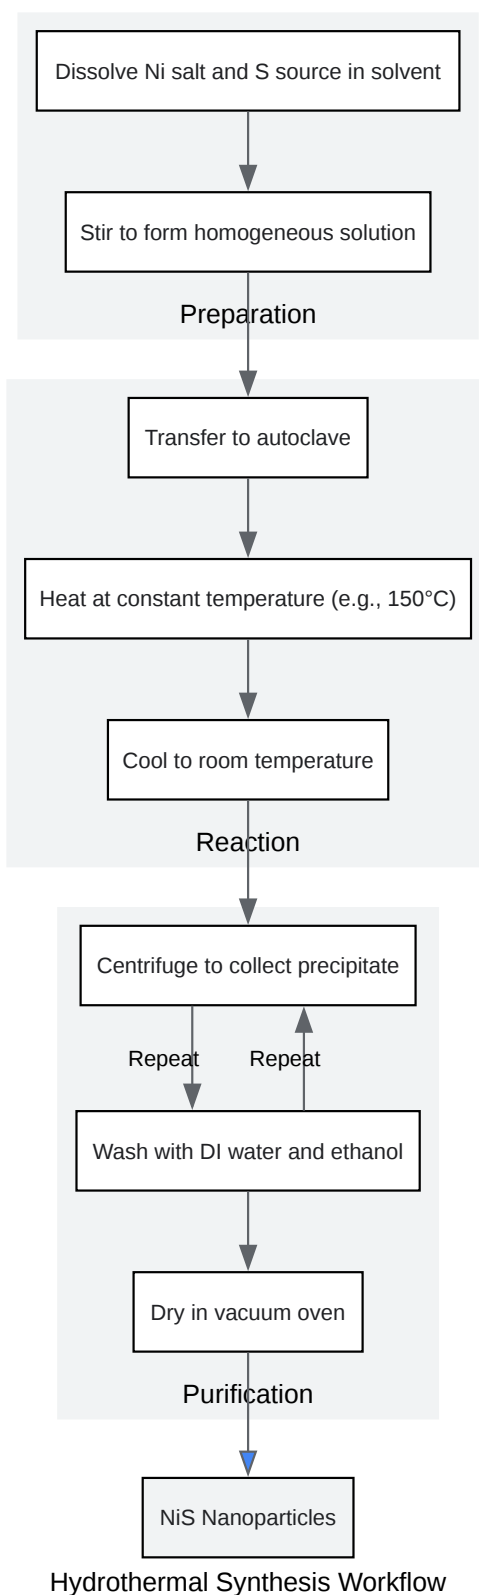 Dissolve Ni salt and S source in solvent
Stir to form homogeneous solution
Preparation
Transfer to autoclave
Heat at constant temperature (e.g., 150°C)
Cool to room temperature
Reaction
Centrifuge to collect precipitate
Repeat
Repeat
Wash with DI water and ethanol
Dry in vacuum oven
Purification
NiS Nanoparticles
Hydrothermal Synthesis Workflow